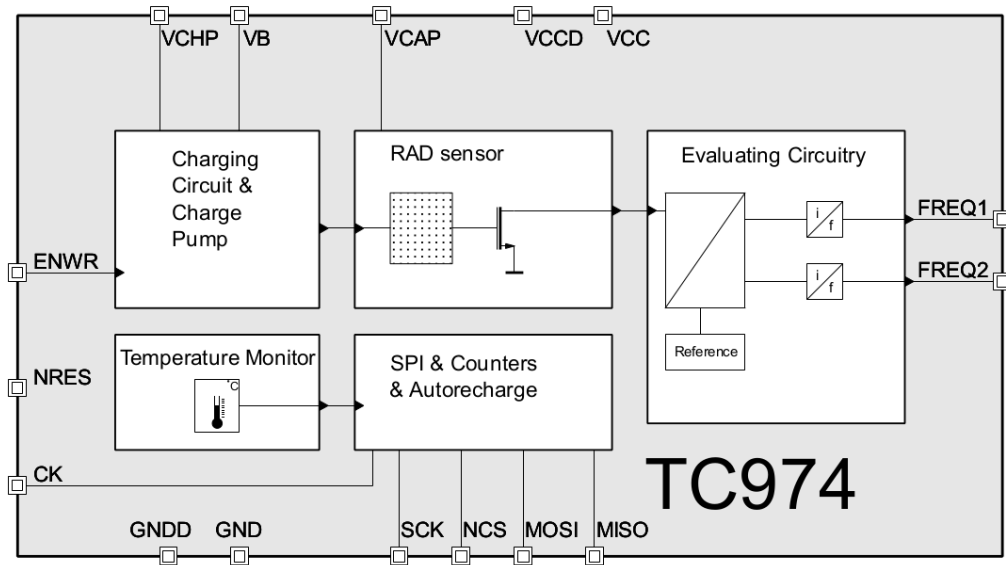 VCHP
VB
VCAP
VCCD
VCC
Charging
Circuit &
Charge
Pump
RAD sensor
Evaluating Circuitry
i
f
i
f
Reference
FREQ1
FREQ2
ENWR
NRES
CK
Temperature Monitor
°C
SPI & Counters
& Autorecharge
TC974
GNDD
GND
SCK
NCS
MOSI
MISO